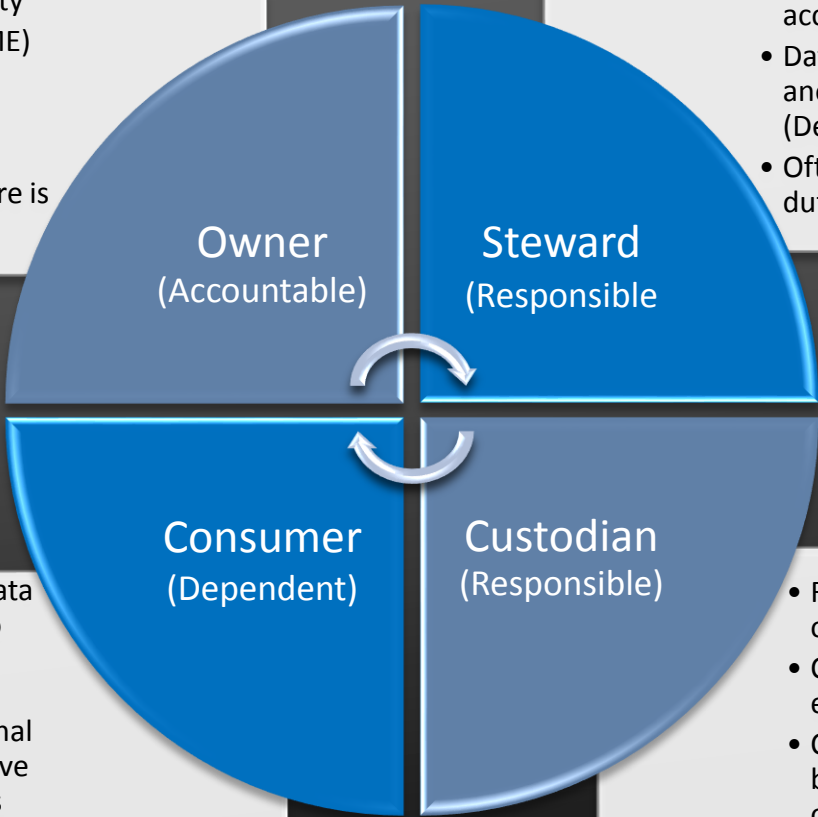 ty
re is
acc
• Da
and
(De
• Oft
dut
Owner
(Accountable)
Steward
(Responsible
Consumer
(Dependent)
Custodian
(Responsible)
ata
nal
ve
s
•
•
e
•
b